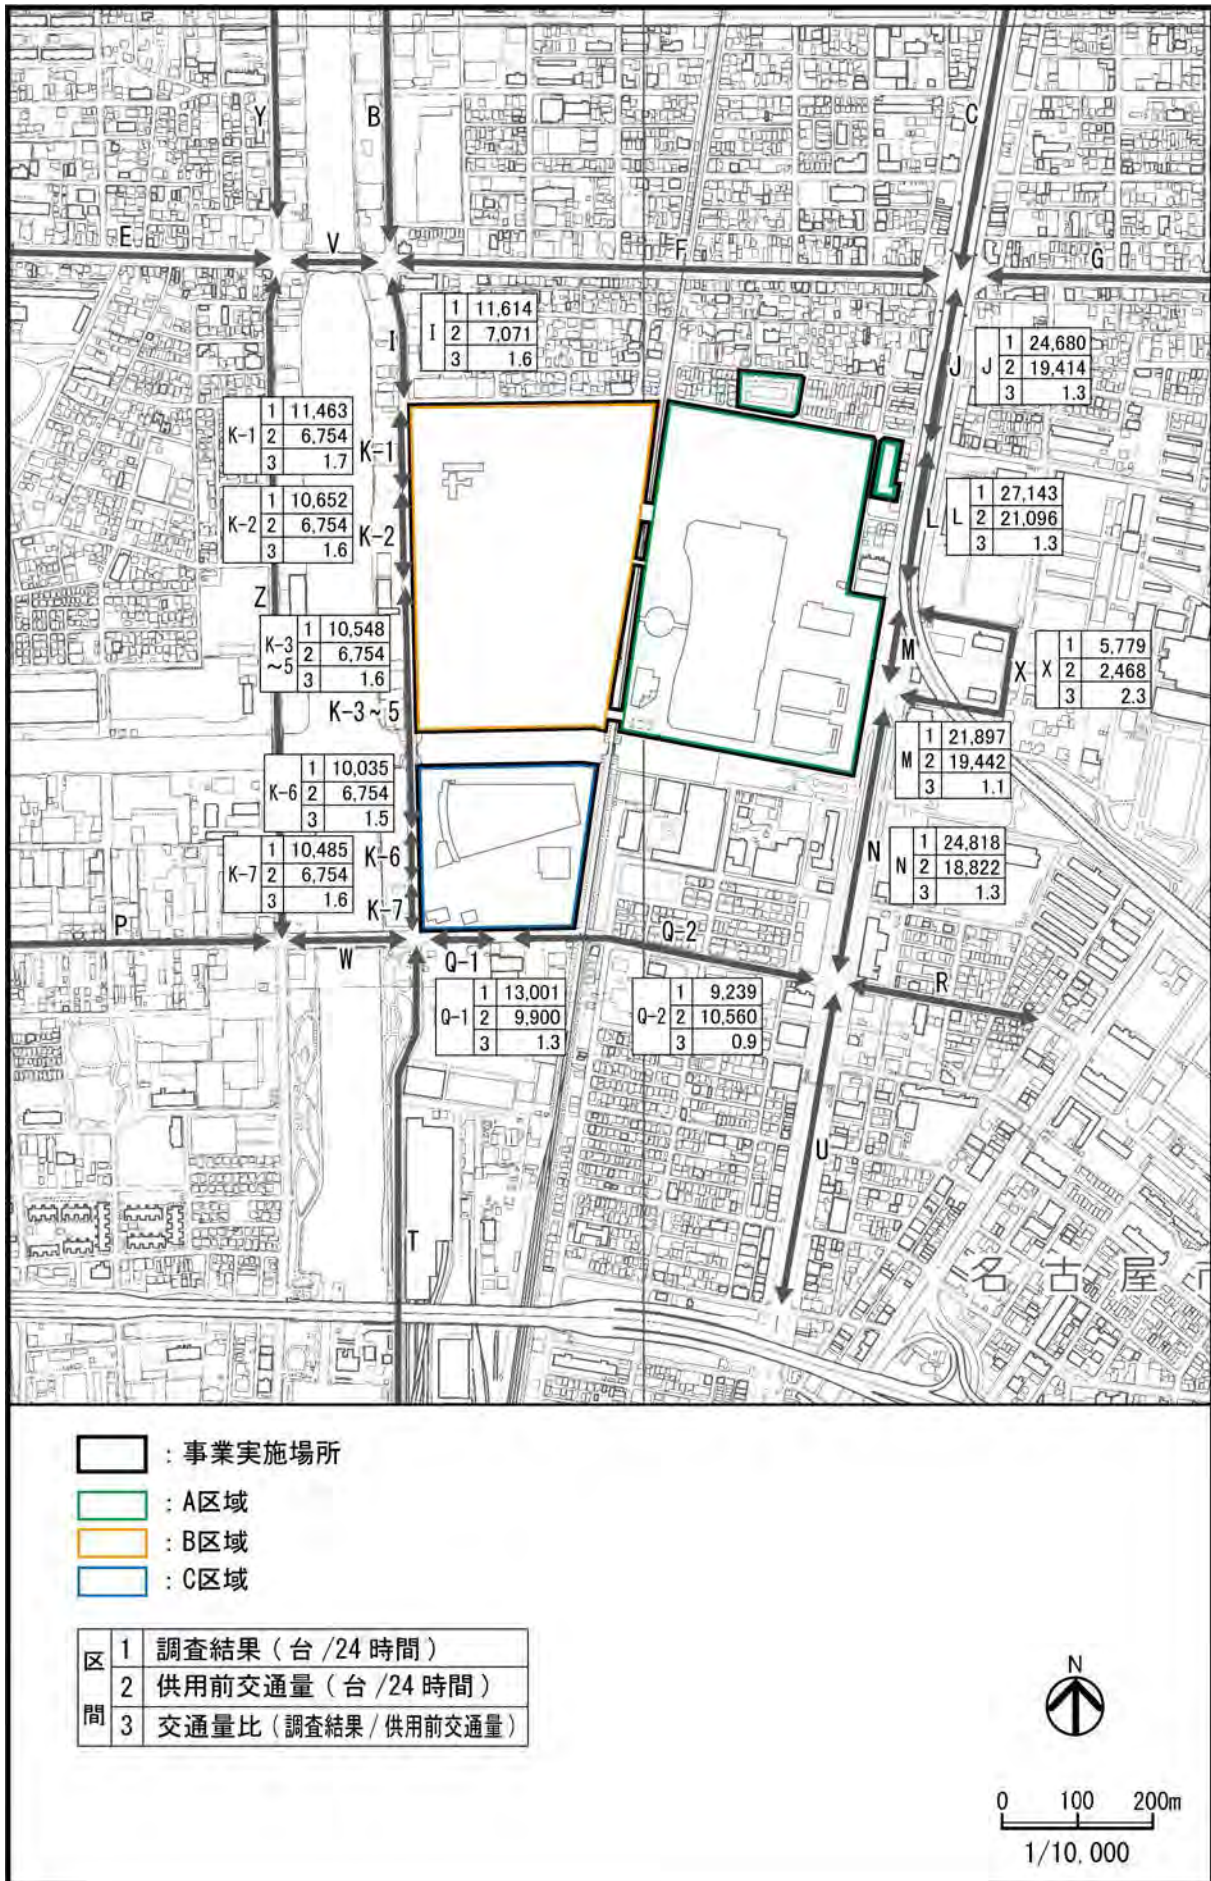 Y
B
C
E
V
F
G
I
I 1 11,614
2 7,071
3 1.6
J
J 1 24,680
2 19,414
3 1.3
K-1 1 11,463
2 6,754
3 1.7
K-1
K-2 1 10,652
2 6,754
3 1.6
K-2
L
L 1 27,143
2 21,096
3 1.3
Z
K-3～5 1 10,548
2 6,754
3 1.6
K-3～5
M
X
X 1 5,779
2 2,468
3 2.3
M 1 21,897
2 19,442
3 1.1
K-6 1 10,035
2 6,754
3 1.5
K-6
K-7 1 10,485
2 6,754
3 1.6
K-7
N
N 1 24,818
2 18,822
3 1.3
P
W
Q-1
Q-2
R
Q-1 1 13,001
2 9,900
3 1.3
Q-2 1 9,239
2 10,560
3 0.9
U
T
名古屋市
：事業実施場所
：A区域
：B区域
：C区域
区間
1 調査結果（台/24時間）
2 供用前交通量（台/24時間）
3 交通量比（調査結果/供用前交通量）
N
0 100 200m
1/10,000